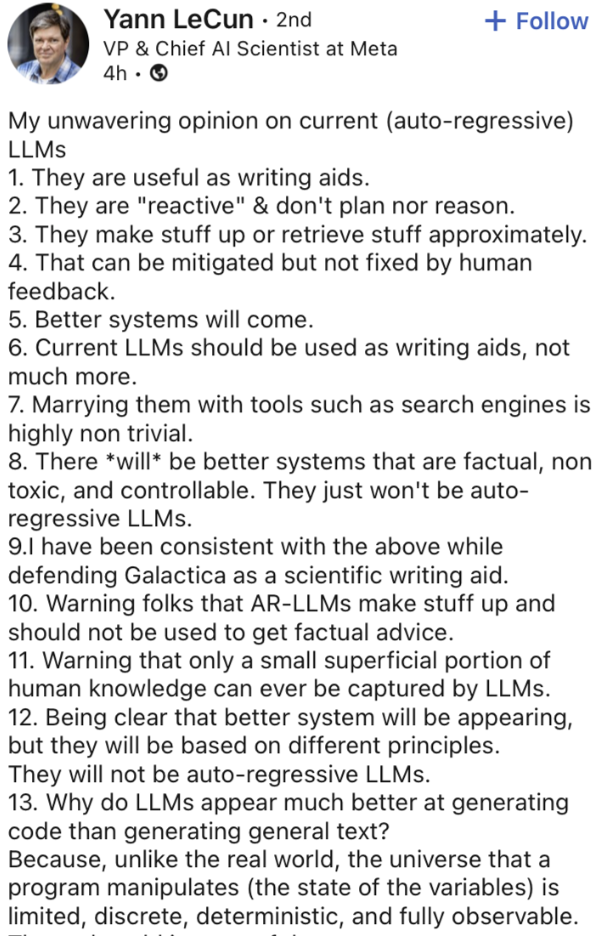 Yann LeCun • 2nd
+ Follow
VP & Chief AI Scientist at Meta
4h •
My unwavering opinion on current (auto-regressive)
LLMs
1. They are useful as writing aids.
2. They are "reactive" & don't plan nor reason.
3. They make stuff up or retrieve stuff approximately.
4. That can be mitigated but not fixed by human
feedback.
5. Better systems will come.
6. Current LLMs should be used as writing aids, not
much more.
7. Marrying them with tools such as search engines is
highly non trivial.
8. There *will* be better systems that are factual, non
toxic, and controllable. They just won't be auto-
regressive LLMs.
9.I have been consistent with the above while
defending Galactica as a scientific writing aid.
10. Warning folks that AR-LLMs make stuff up and
should not be used to get factual advice.
11. Warning that only a small superficial portion of
human knowledge can ever be captured by LLMs.
12. Being clear that better system will be appearing,
but they will be based on different principles.
They will not be auto-regressive LLMs.
13. Why do LLMs appear much better at generating
code than generating general text?
Because, unlike the real world, the universe that a
program manipulates (the state of the variables) is
limited, discrete, deterministic, and fully observable.